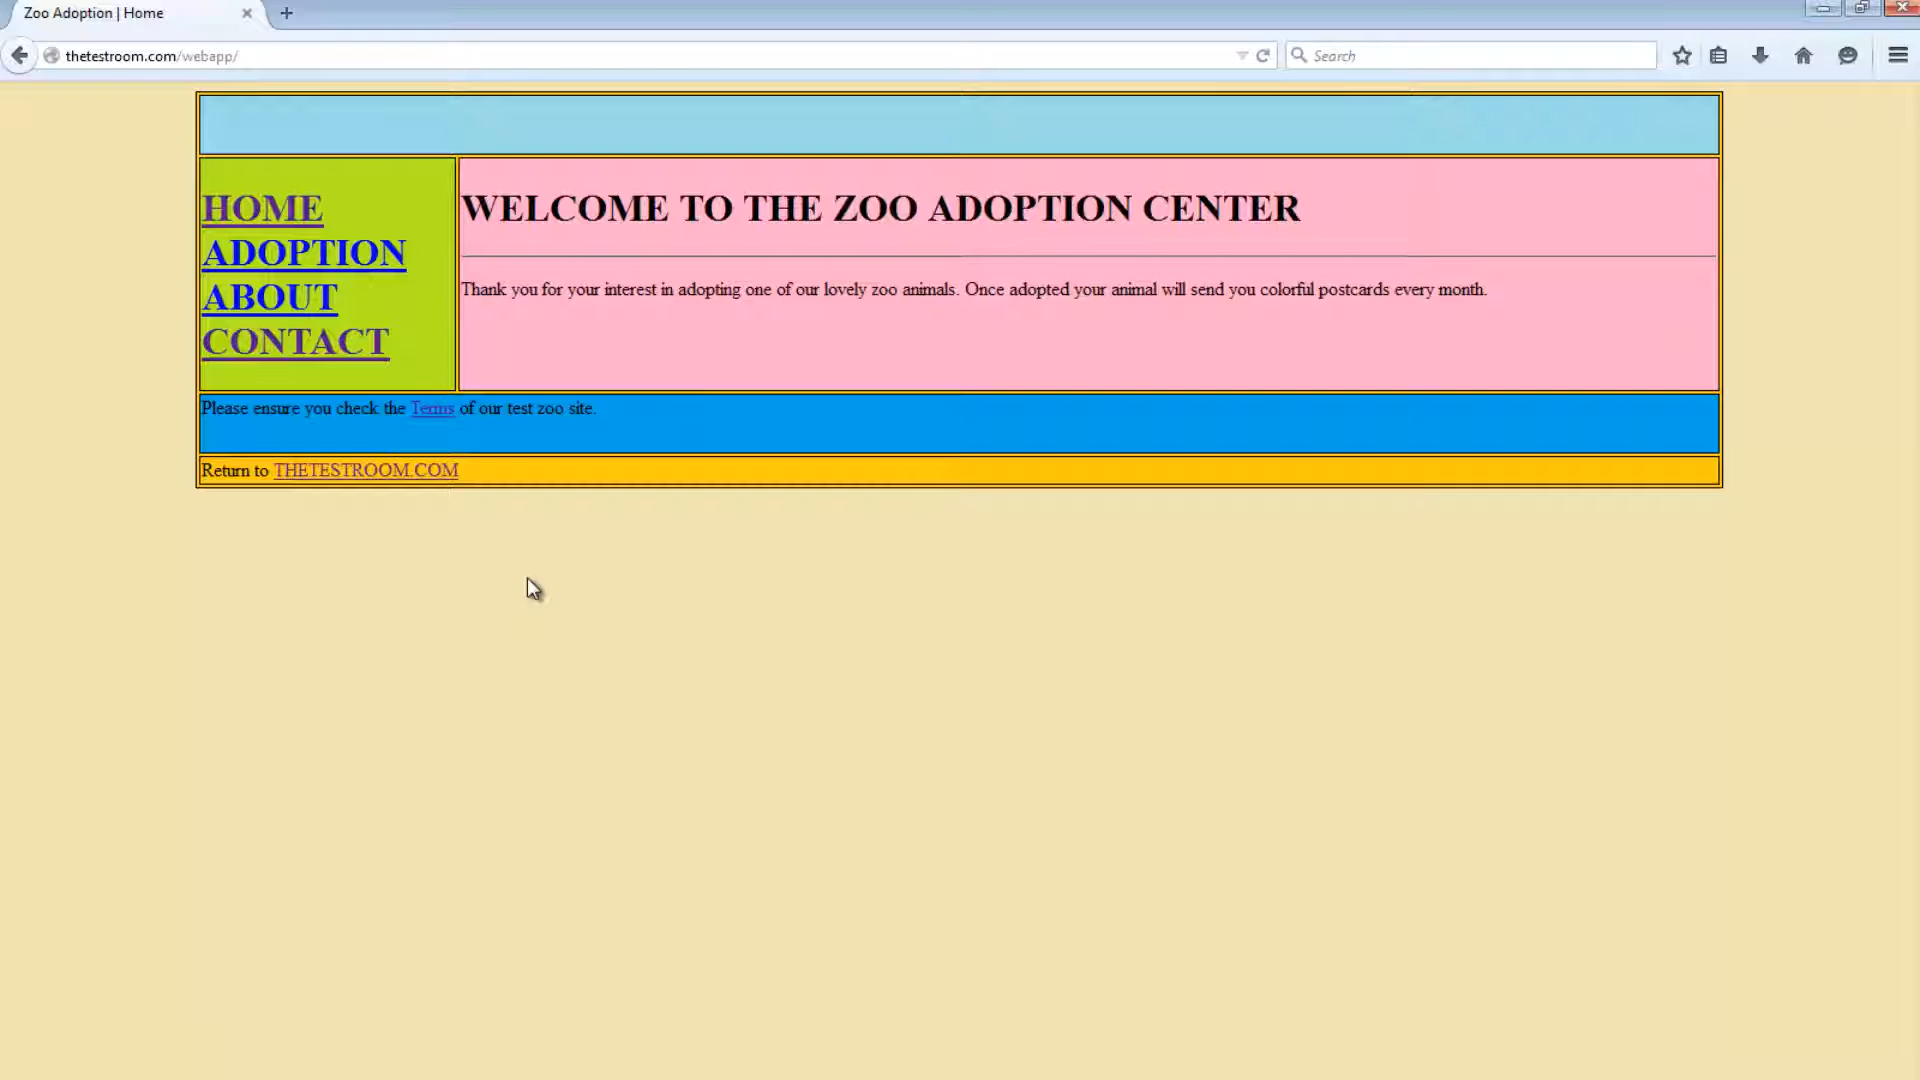 Zoo Adoption | Home
thetestroom.com/webapp/
Search
HOME
ADOPTION
ABOUT
CONTACT
WELCOME TO THE ZOO ADOPTION CENTER
Thank you for your interest in adopting one of our lovely zoo animals. Once adopted your animal will send you colorful postcards every month.
Please ensure you check the Terms of our test zoo site.
Return to THETESTROOM.COM